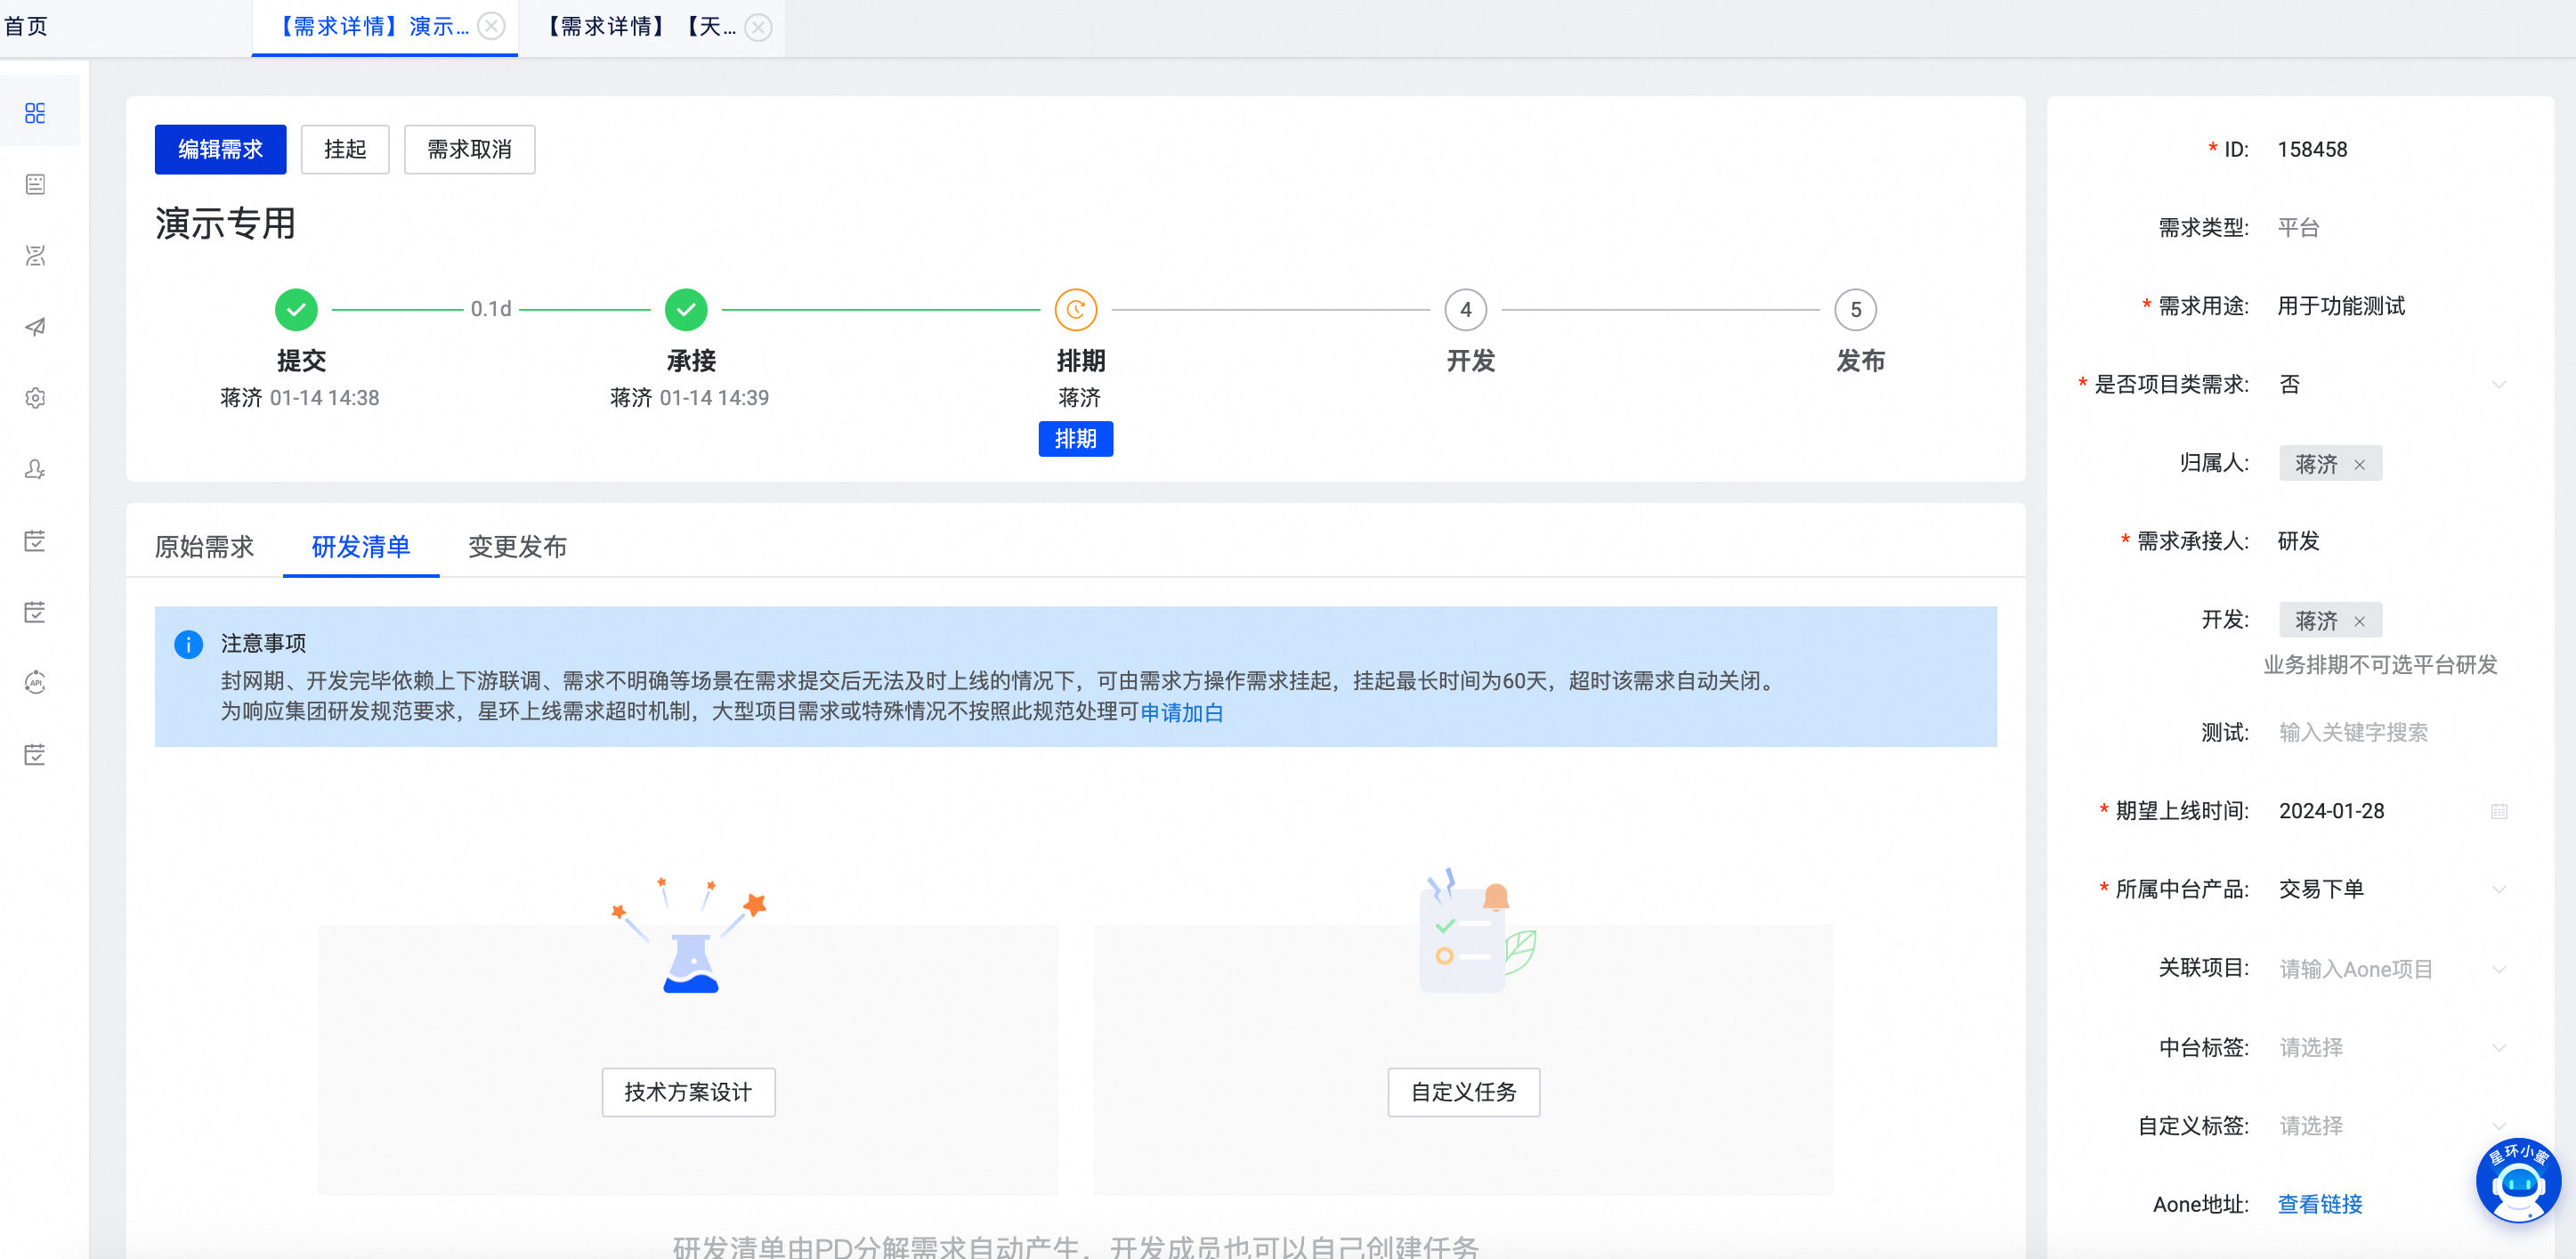 首页
【需求详情】演示...
【需求详情】【天...
编辑需求
挂起
需求取消
演示专用
0.1d
4
5
提交
承接
排期
开发
发布
蒋济 01-14 14:38
蒋济 01-14 14:39
蒋济
排期
原始需求
研发清单
变更发布
注意事项
封网期、开发完毕依赖上下游联调、需求不明确等场景在需求提交后无法及时上线的情况下，可由需求方操作需求挂起，挂起最长时间为60天，超时该需求自动关闭。
为响应集团研发规范要求，星环上线需求超时机制，大型项目需求或特殊情况不按照此规范处理可申请加白
技术方案设计
自定义任务
研发清单由PD分解需求自动产生，开发成员也可以自己创建任务
* ID: 158458
需求类型: 平台
* 需求用途: 用于功能测试
* 是否项目类需求: 否
归属人: 蒋济 ×
* 需求承接人: 研发
开发: 蒋济 ×
业务排期不可选平台研发
测试: 输入关键字搜索
* 期望上线时间: 2024-01-28
* 所属中台产品: 交易下单
关联项目: 请输入Aone项目
中台标签: 请选择
自定义标签: 请选择
Aone地址: 查看链接
星环小蜜
API